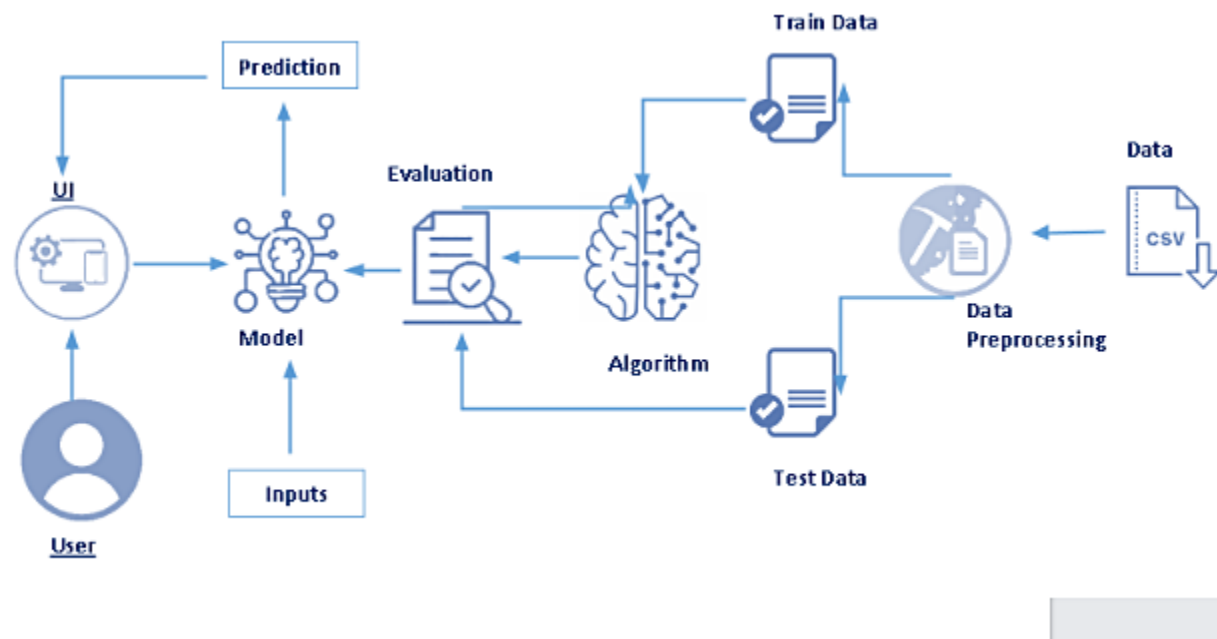 Train Data
Prediction
Data
Evaluation
UI
CSV
Model
Data
Preprocessing
Algorithm
Inputs
Test Data
User